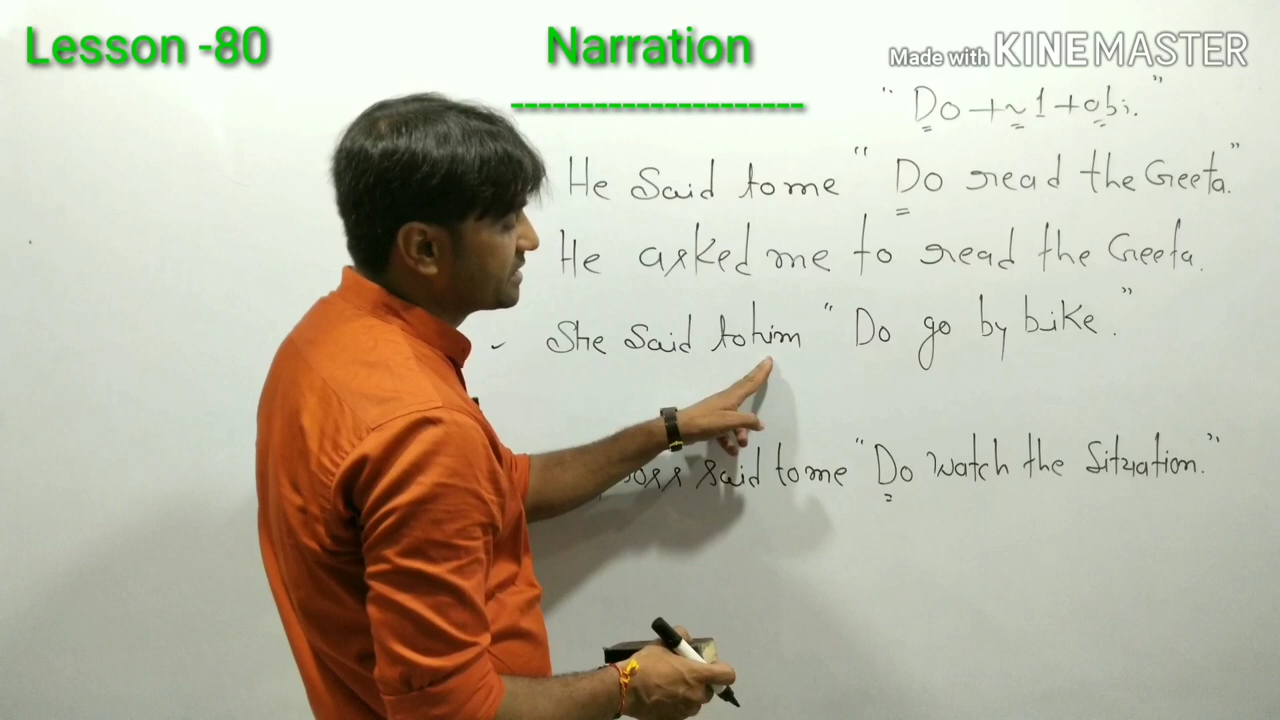 Lesson -80
Narration
Made with KINEMASTER
" Do + v1 + obj. "
He Said to me " Do read the Geeta. "
He asked me to read the Geeta.
She Said to him " Do go by bike. "
said to me " Do watch the Situation. "